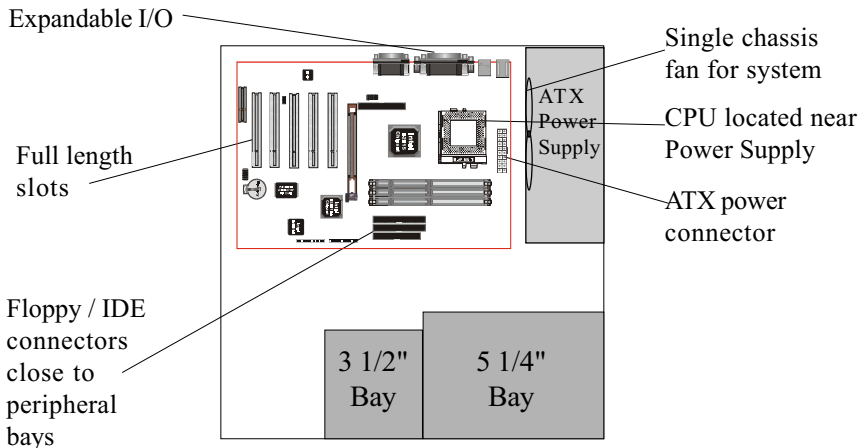 Expandable I/O
Single chassis
fan for system
ATX
Power
Supply
CPU located near
Power Supply
Full length
slots
ATX power
connector
Floppy / IDE
connectors
close to
peripheral
bays
3 1/2"
Bay
5 1/4"
Bay